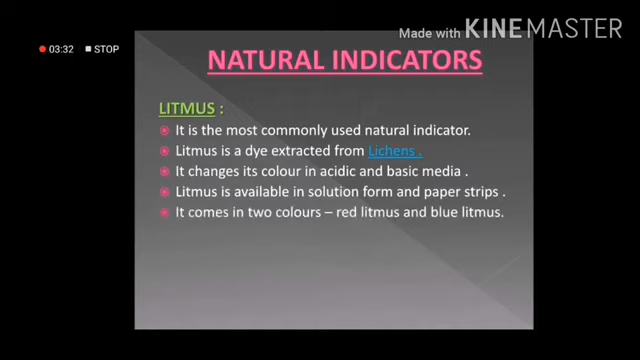 Made with KINEMASTER
03:32 STOP
NATURAL INDICATORS
LITMUS :
It is the most commonly used natural indicator.
Litmus is a dye extracted from Lichens .
It changes its colour in acidic and basic media .
Litmus is available in solution form and paper strips .
It comes in two colours – red litmus and blue litmus.